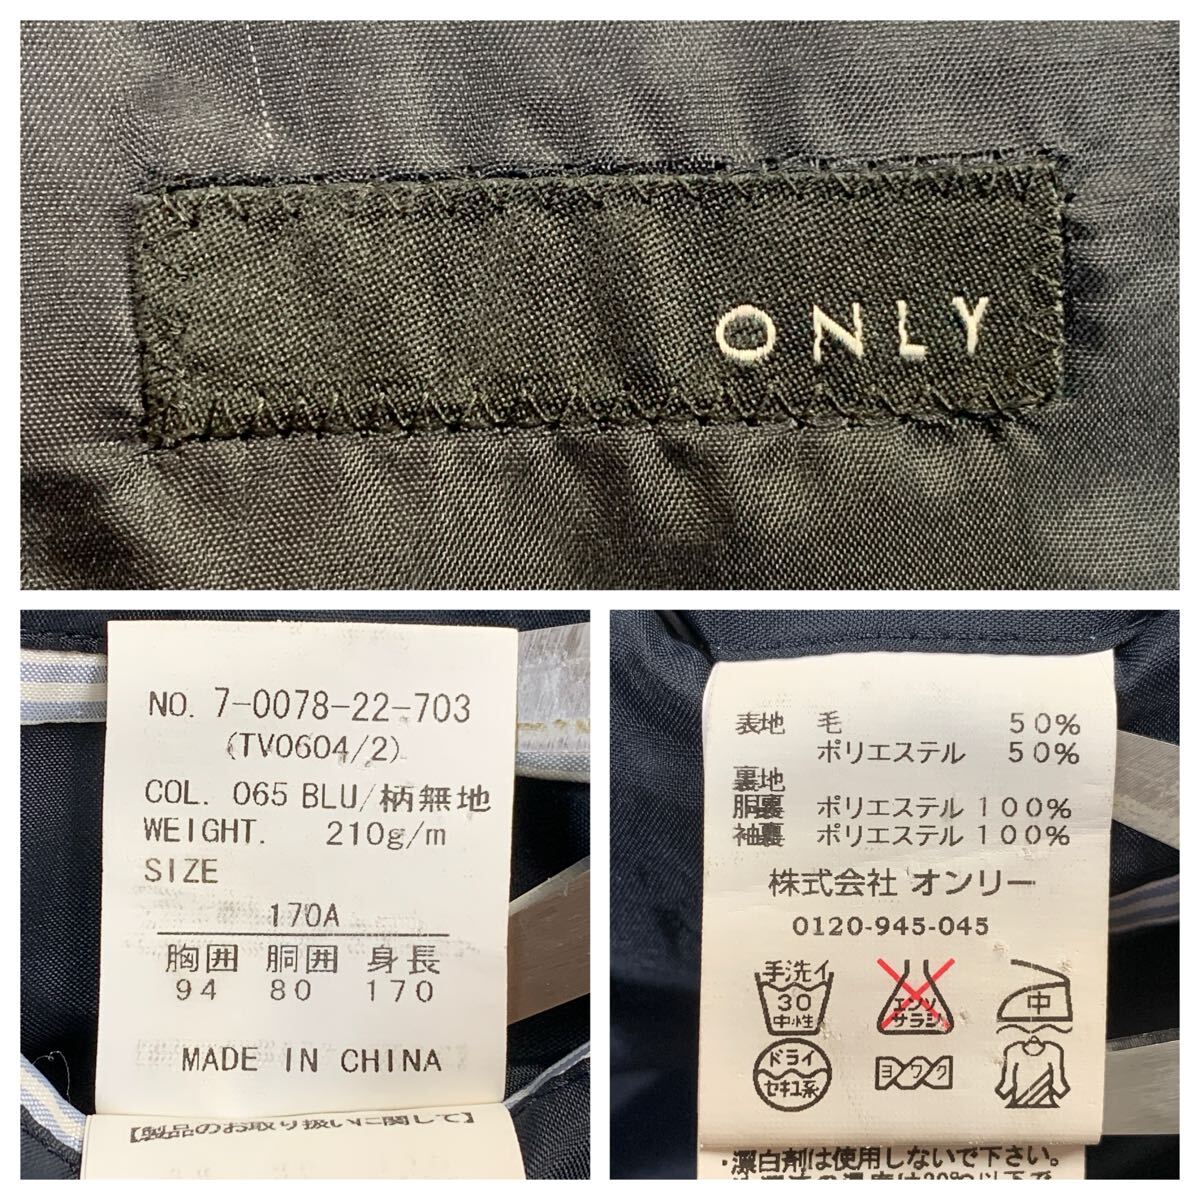 ONLY
NO. 7-0078-22-703
(TV0604/2)
COL. 065 BLU/柄無地
WEIGHT. 210g/m
SIZE
170A
胸囲 胴囲 身長
94 80 170
MADE IN CHINA
【製品のお取り扱いに関して】
表地 毛 50%
ポリエステル 50%
裏地
胴裏 ポリエステル 100%
袖裏 ポリエステル 100%
株式会社 オンリー
0120-945-045
手洗イ
30
中性
エンソ
サラシ
中
ドライ
セキユ系
ヨワク
・漂白剤は使用しないで下さい。